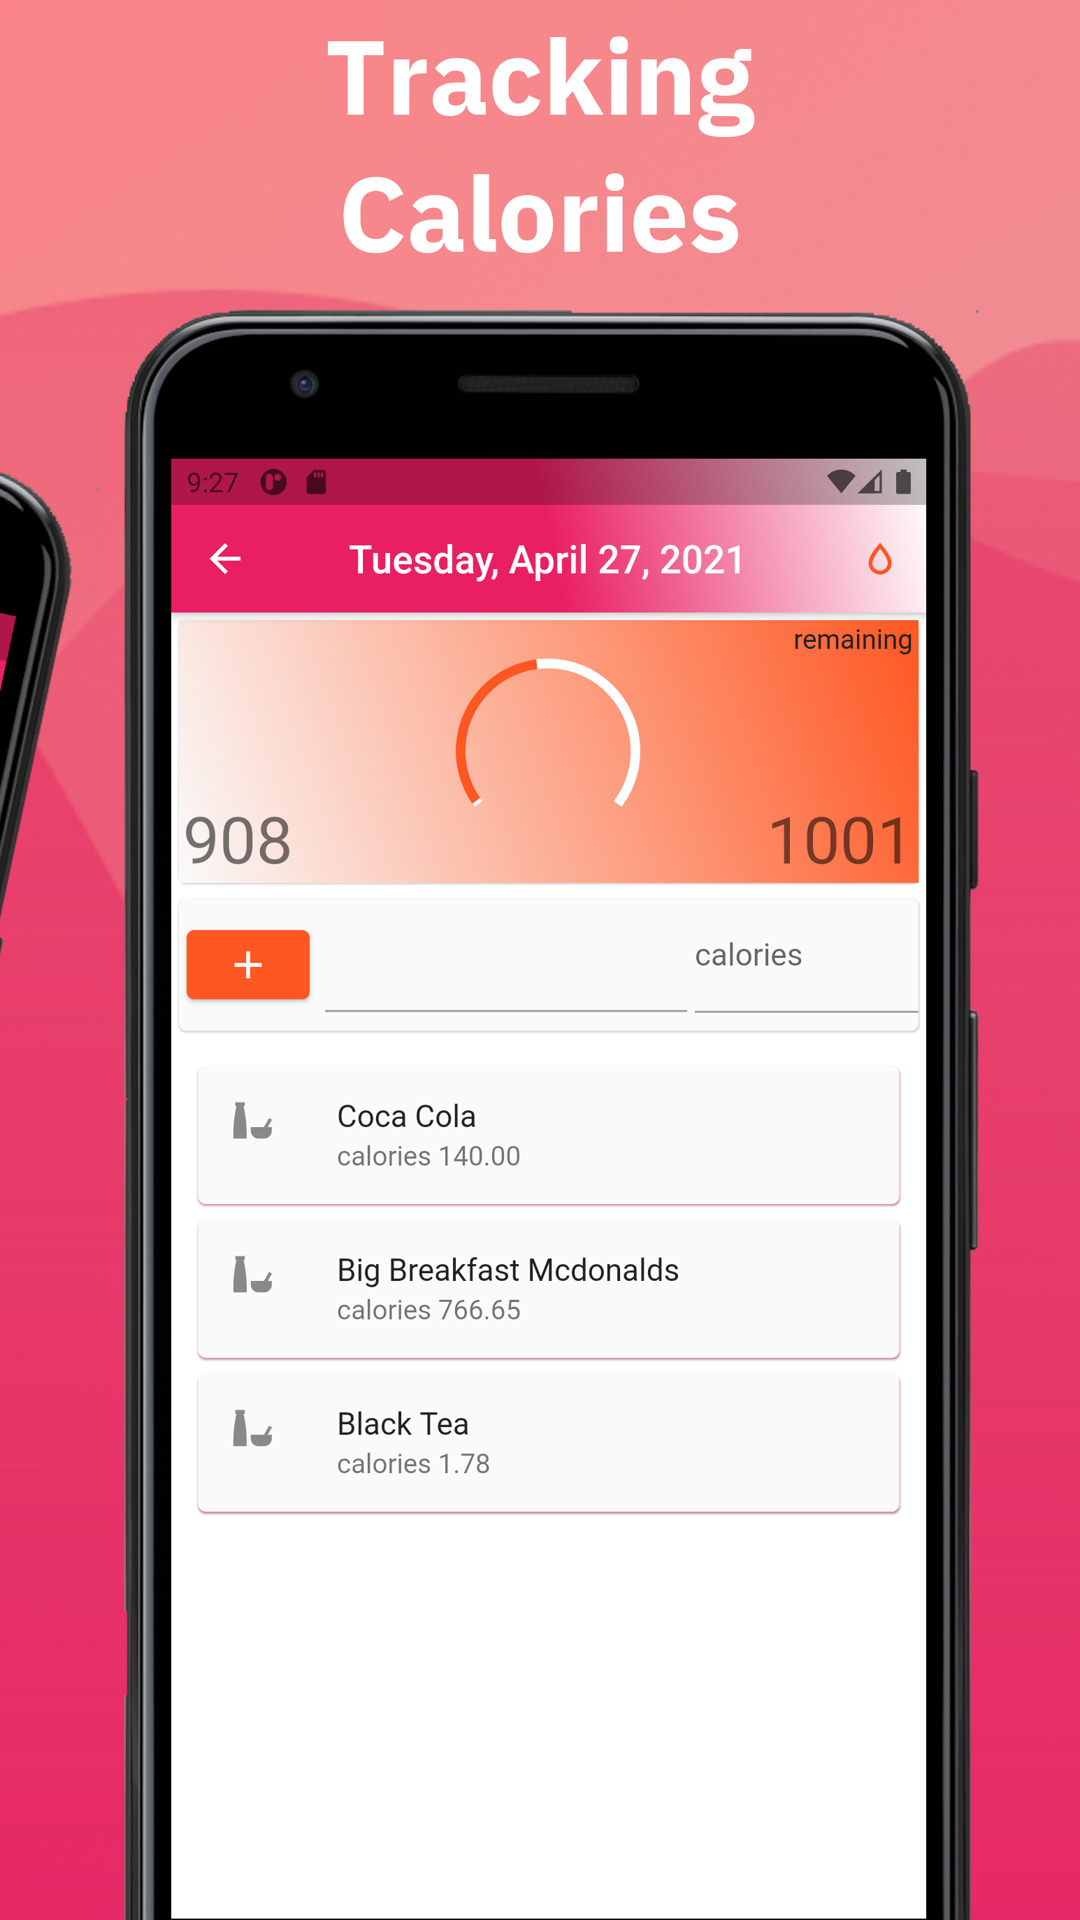 Tracking
Calories
9:27
Tuesday, April 27, 2021
remaining
908
1001
calories
Coca Cola
calories 140.00
Big Breakfast Mcdonalds
calories 766.65
Black Tea
calories 1.78